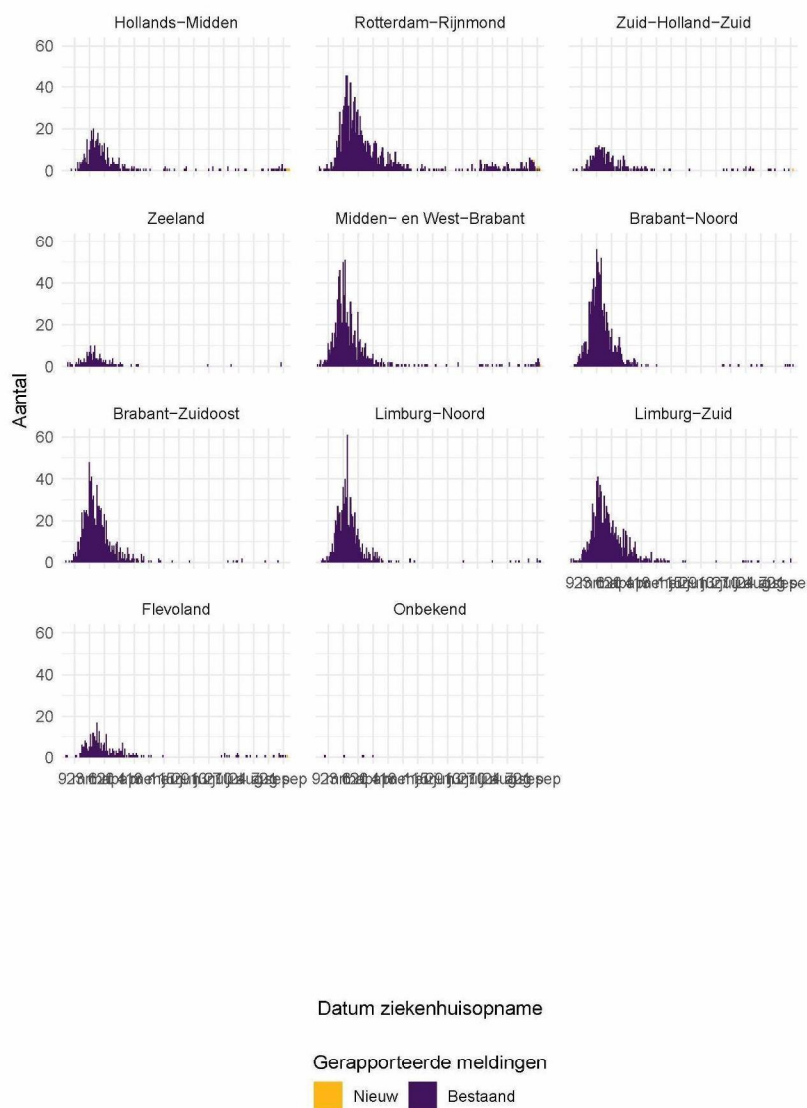 Hollands−Midden Rotterdam−Rijnmond Zuid−Holland−Zuid
60
40
20
0
Zeeland Midden− en West−Brabant Brabant−Noord
60
40
20
0
Aantal
Brabant−Zuidoost Limburg−Noord Limburg−Zuid
60
40
20
0
Flevoland Onbekend
60
40
20
0
Datum ziekenhuisopname
Gerapporteerde meldingen
Nieuw Bestaand